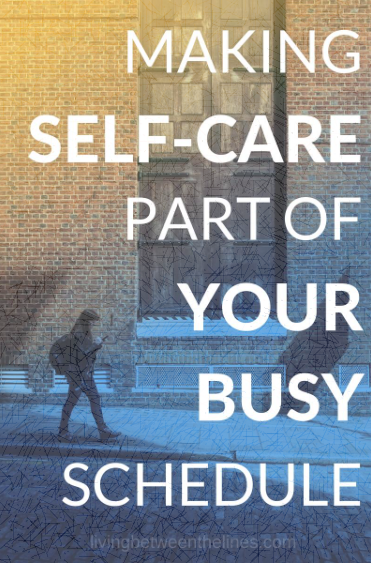 MAKING
SELF-CARE
PART OF
YOUR
BUSY
SCHEDULE
livingbetweenthelines.com